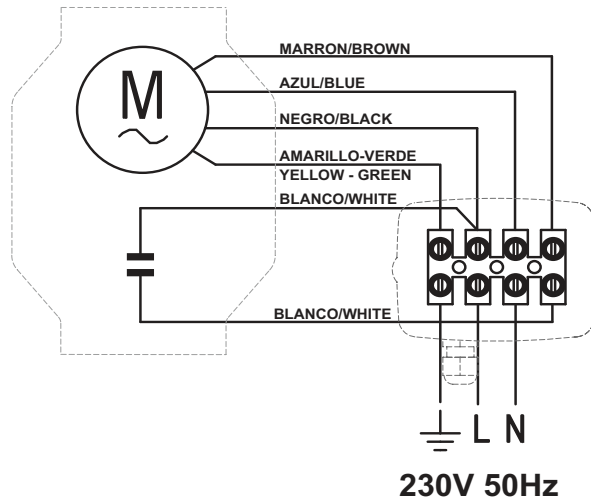 MARRON/BROWN
AZUL/BLUE
M
NEGRO/BLACK
AMARILLO-VERDE
YELLOW - GREEN
BLANCO/WHITE
BLANCO/WHITE
L N
230V 50Hz